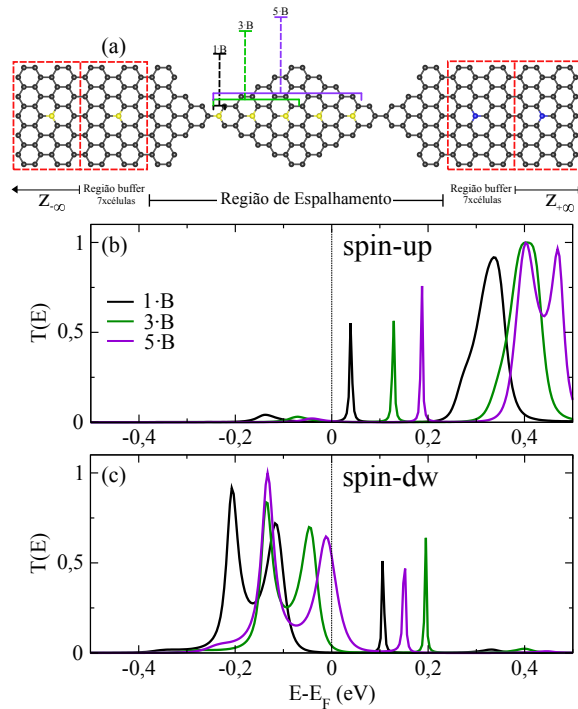 5·B
3·B
(a)
1·B
Z-∞
Região buffer
7xcélulas
Região de Espalhamento
Região buffer
7xcélulas
Z+∞
(b)
spin-up
1
T(E)
0,5
0
1·B
3·B
5·B
-0,4
-0,2
0
0,2
0,4
(c)
spin-dw
1
T(E)
0,5
0
-0,4
-0,2
0
0,2
0,4
E-EF (eV)